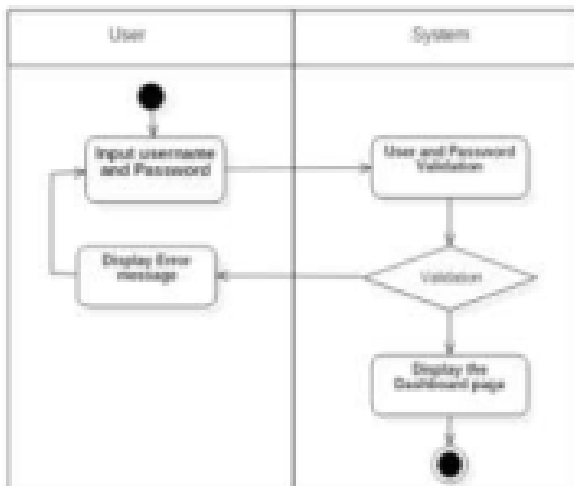 User
System
Input username
and Password
User and Password
Validation
Display Error
message
Validation
Display the
Dashboard page